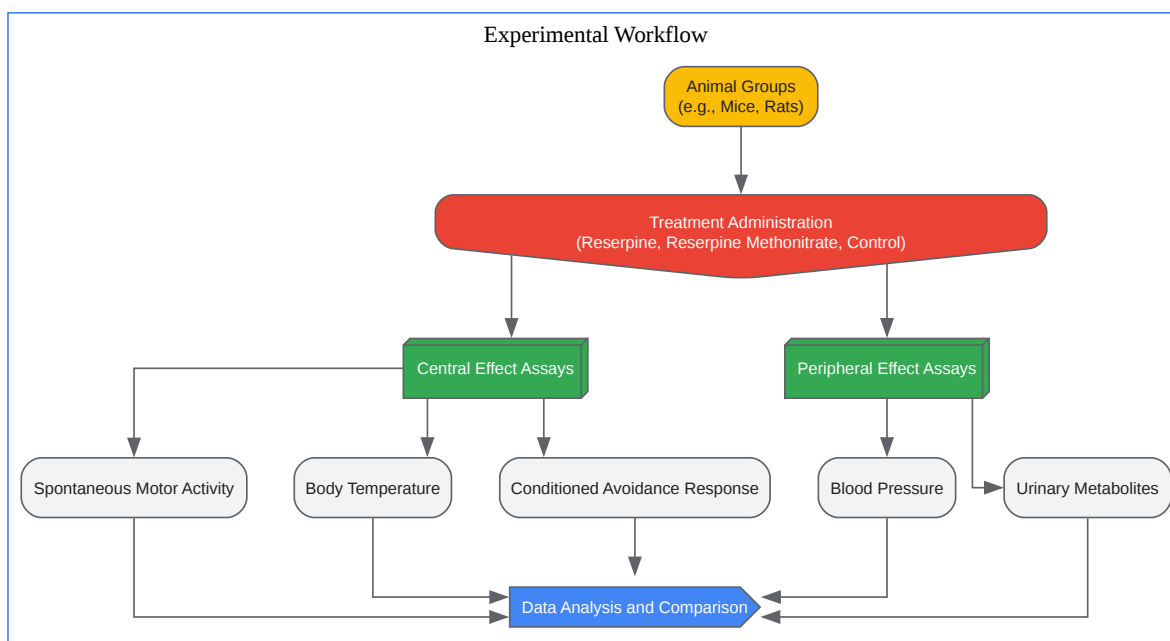 Experimental Workflow
Animal Groups
(e.g., Mice, Rats)
Treatment Administration
(Reserpine, Reserpine Methonitrate, Control)
Central Effect Assays
Peripheral Effect Assays
Spontaneous Motor Activity
Body Temperature
Conditioned Avoidance Response
Blood Pressure
Urinary Metabolites
Data Analysis and Comparison